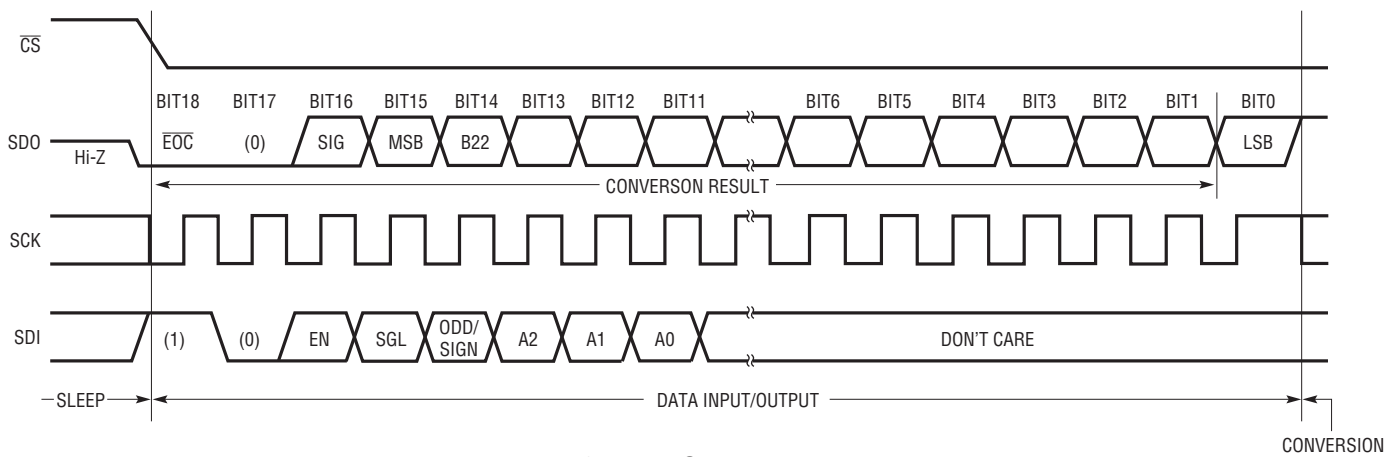 CS
BIT18 BIT17 BIT16 BIT15 BIT14 BIT13 BIT12 BIT11 BIT6 BIT5 BIT4 BIT3 BIT2 BIT1 BIT0
SDO Hi-Z EOC (0) SIG MSB B22 LSB
CONVERSON RESULT
SCK
SDI (1) (0) EN SGL ODD/
SIGN A2 A1 A0 DON'T CARE
SLEEP DATA INPUT/OUTPUT
CONVERSION